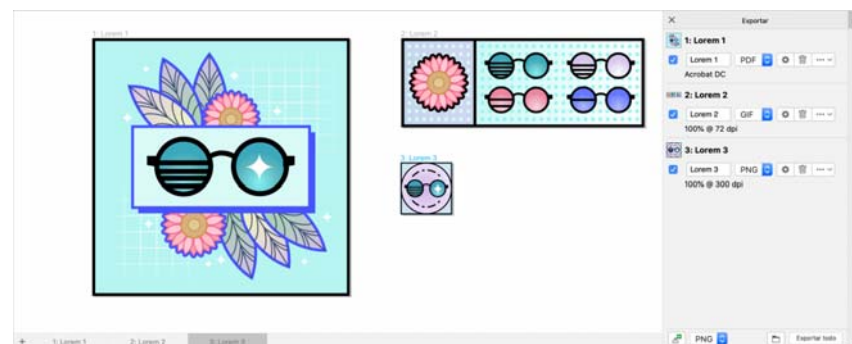 1: Lorem 1
2: Lorem 2
3: Lorem 3
Exportar
1: Lorem 1
Lorem 1 PDF
Acrobat DC
2: Lorem 2
Lorem 2 GIF
100% @ 72 dpi
3: Lorem 3
Lorem 3 PNG
100% @ 300 dpi
1: Lorem 1 2: Lorem 2 3: Lorem 3
PNG Exportar todo